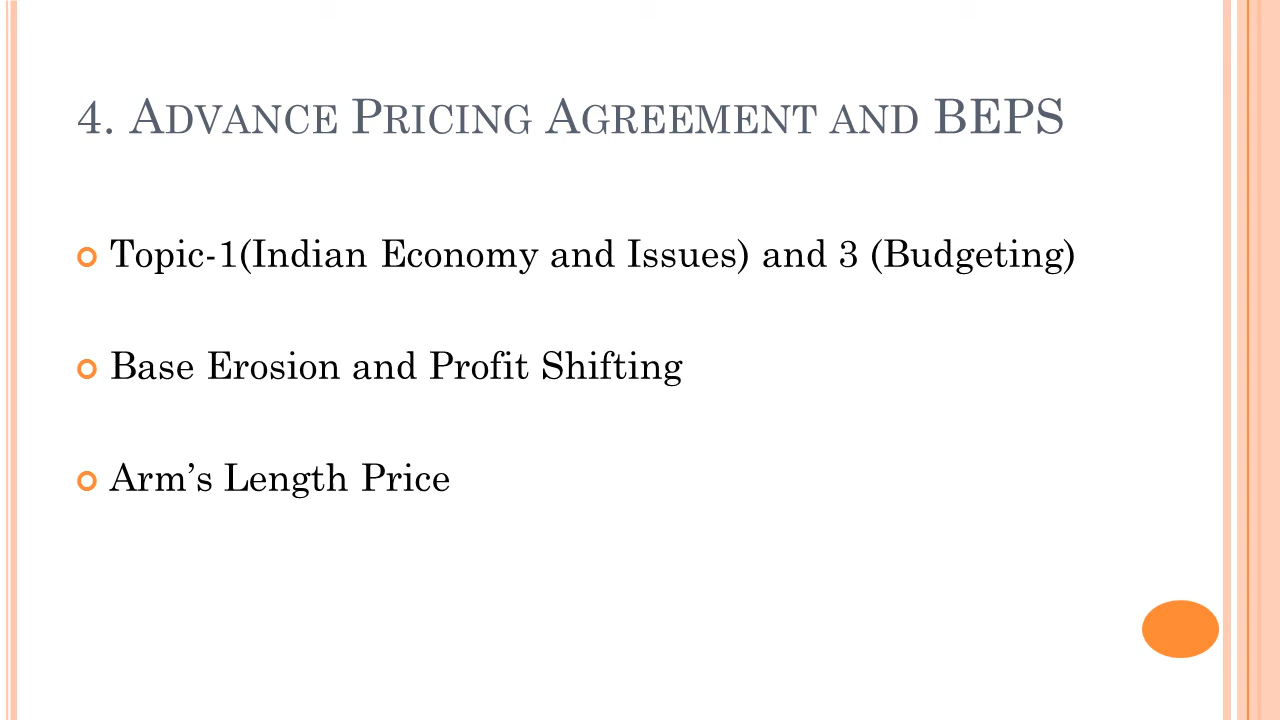 4. Advance Pricing Agreement and BEPS
Topic-1(Indian Economy and Issues) and 3 (Budgeting)
Base Erosion and Profit Shifting
Arm’s Length Price